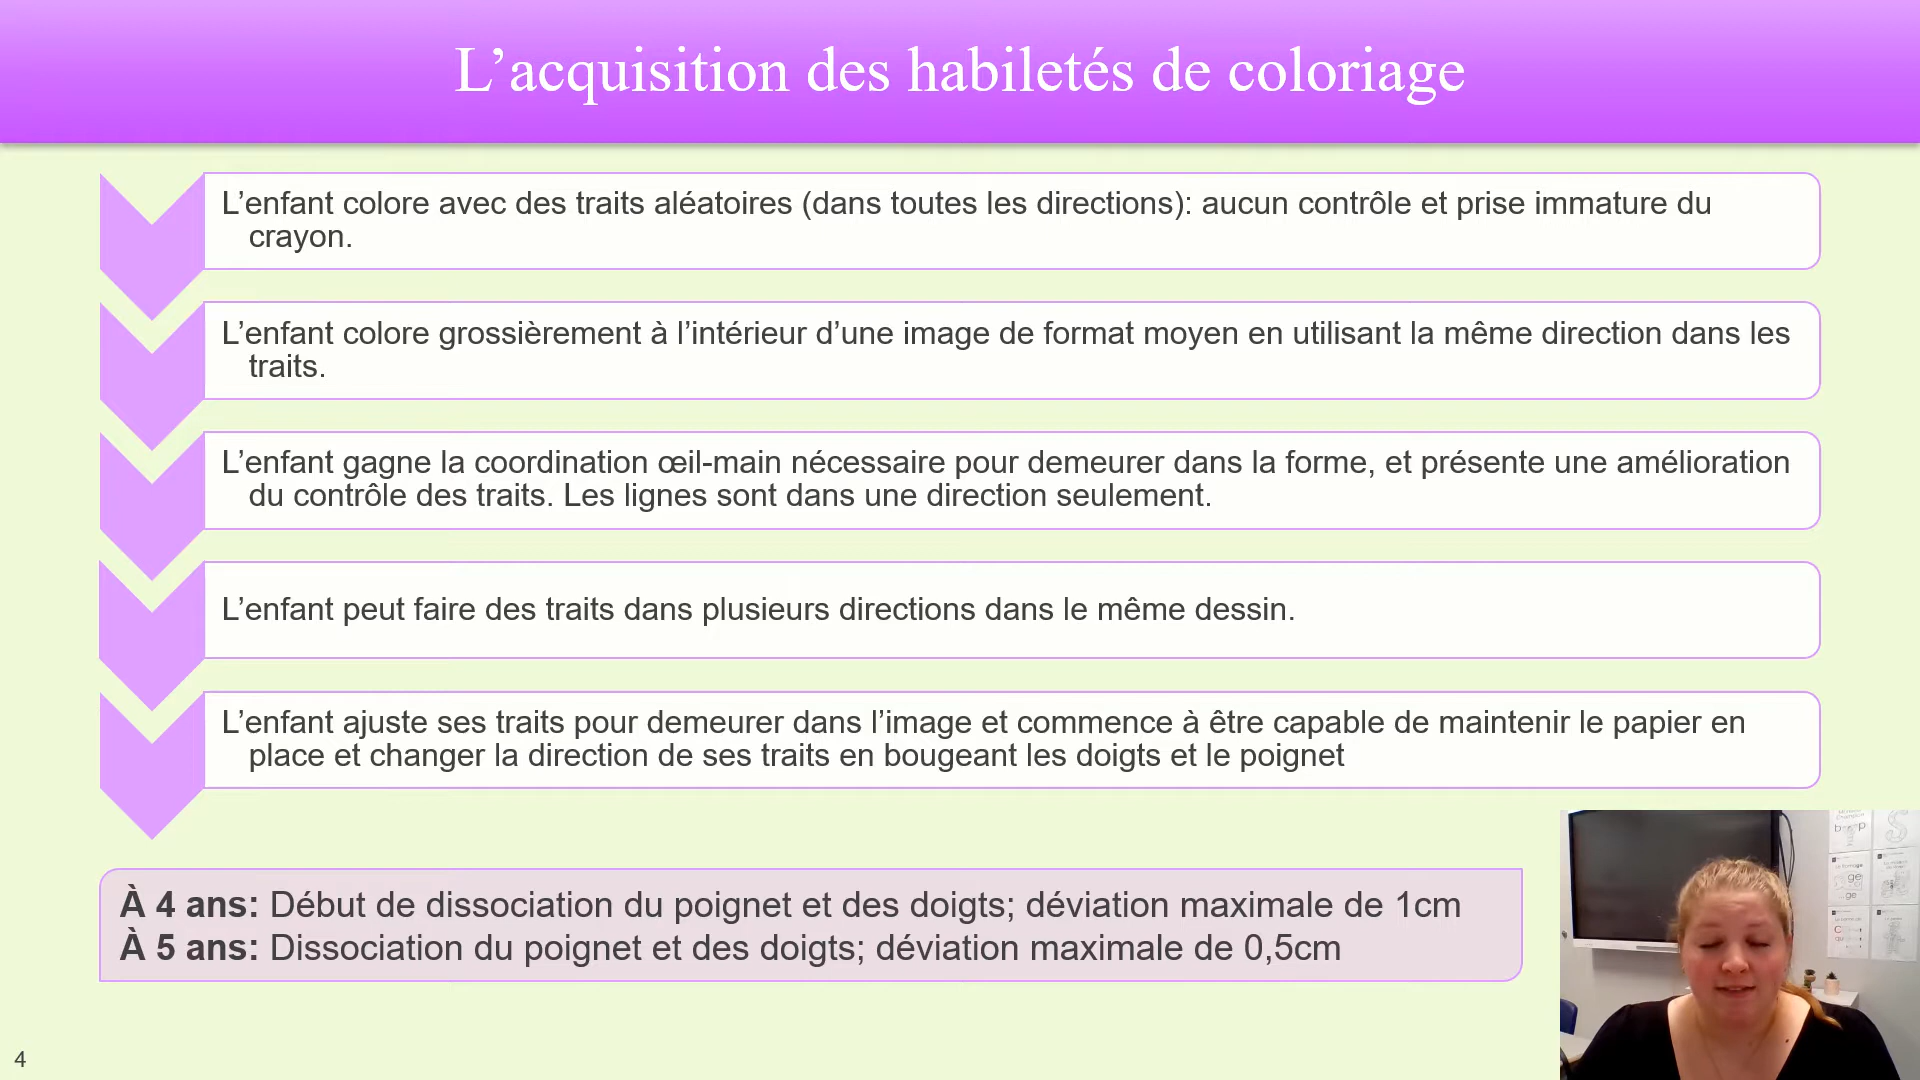 L’acquisition des habiletés de coloriage
L’enfant colore avec des traits aléatoires (dans toutes les directions): aucun contrôle et prise immature du
crayon.
L’enfant colore grossièrement à l’intérieur d’une image de format moyen en utilisant la même direction dans les
traits.
L’enfant gagne la coordination œil-main nécessaire pour demeurer dans la forme, et présente une amélioration
du contrôle des traits. Les lignes sont dans une direction seulement.
L’enfant peut faire des traits dans plusieurs directions dans le même dessin.
L’enfant ajuste ses traits pour demeurer dans l’image et commence à être capable de maintenir le papier en
place et changer la direction de ses traits en bougeant les doigts et le poignet
À 4 ans: Début de dissociation du poignet et des doigts; déviation maximale de 1cm
À 5 ans: Dissociation du poignet et des doigts; déviation maximale de 0,5cm
4